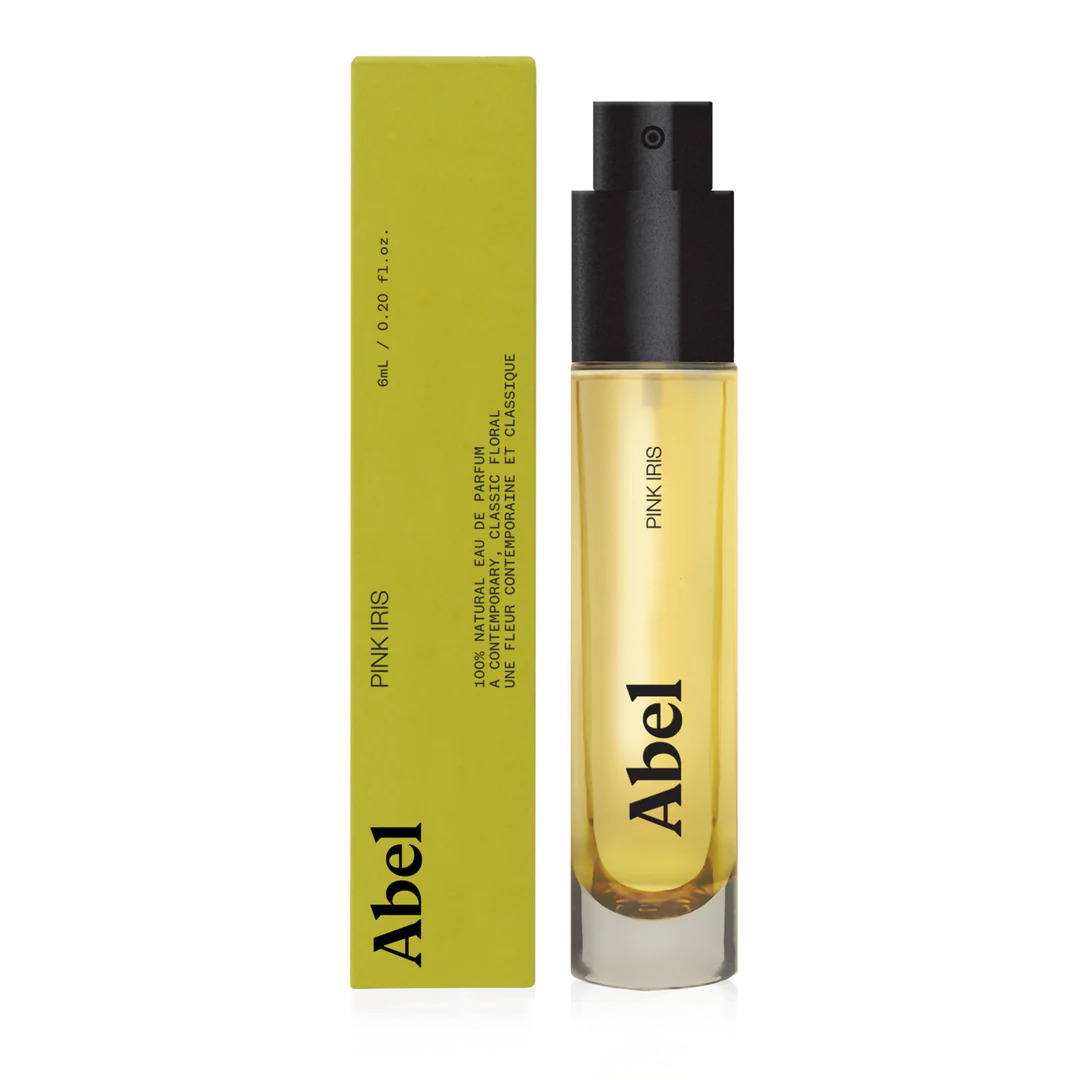 Abel
PINK IRIS
6mL / 0.20 fl.oz.
100% NATURAL EAU DE PARFUM
A CONTEMPORARY, CLASSIC FLORAL
UNE FLEUR CONTEMPORAINE ET CLASSIQUE
Abel
PINK IRIS